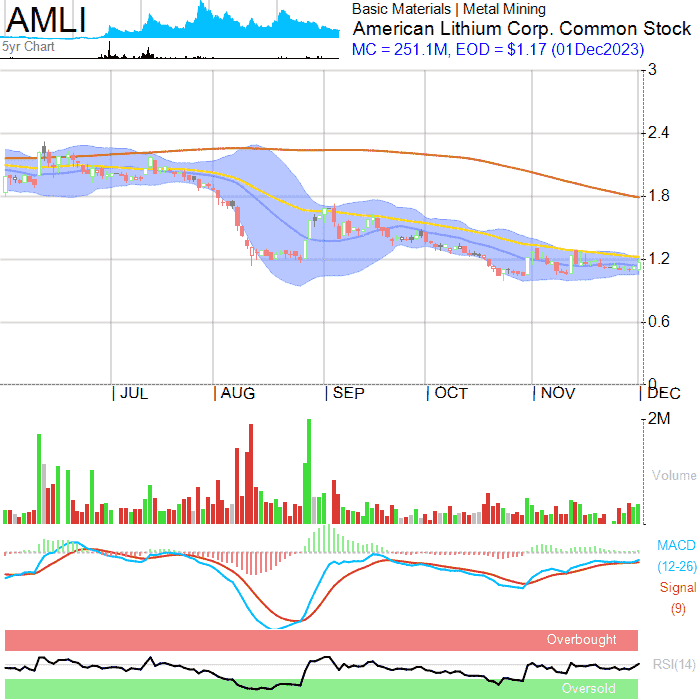 AMLI
5yr Chart
Basic Materials | Metal Mining
American Lithium Corp. Common Stock
MC = 251.1M, EOD = $1.17 (01Dec2023)
3
2.4
1.8
1.2
0.6
0
| JUL | AUG | SEP | OCT | NOV | DEC
2M
Volume
MACD
(12-26)
Signal
(9)
Overbought
RSI(14)
Oversold